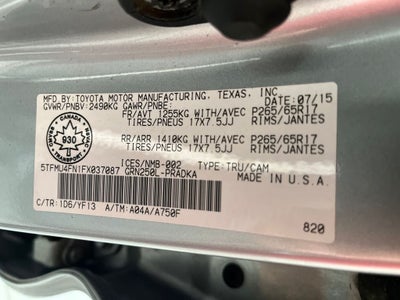 MFD BY: TOYOTA MOTOR MANUFACTURING, TEXAS, INC. DATE: 07/15
GVWR/PNBV: 2490KG GAWR/PNBE:
FR/AVT 1255KG WITH/AVEC P265/65R17
TIRES/PNEUS 17X7.5JJ RIMS/JANTES
RR/ARR 1410KG WITH/AVEC P265/65R17
TIRES/PNEUS 17X7.5JJ RIMS/JANTES
CANADA
930
TRANSPORT
ICES/NMB-002 TYPE: TRU/CAM
5TFMU4FN1FX037087 GRN250L-PRADKA
MADE IN U.S.A.
C/TR: 1D6/YF13 A/TM: A04A/A750F
820